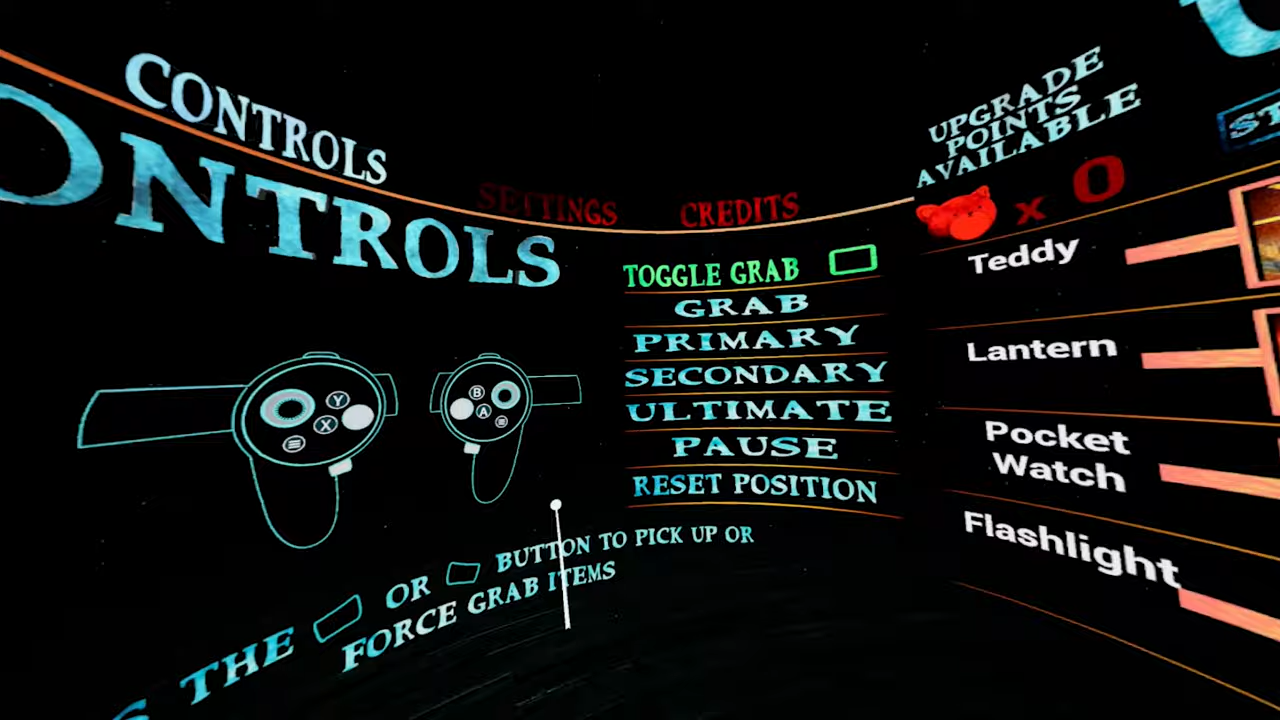 CONTROLS
ONTROLS
SETTINGS
CREDITS
TOGGLE GRAB
GRAB
PRIMARY
SECONDARY
ULTIMATE
PAUSE
RESET POSITION
Y
X
B
A
THE OR BUTTON TO PICK UP OR
FORCE GRAB ITEMS
UPGRADE
POINTS
AVAILABLE
x 0
Teddy
Lantern
Pocket
Watch
Flashlight